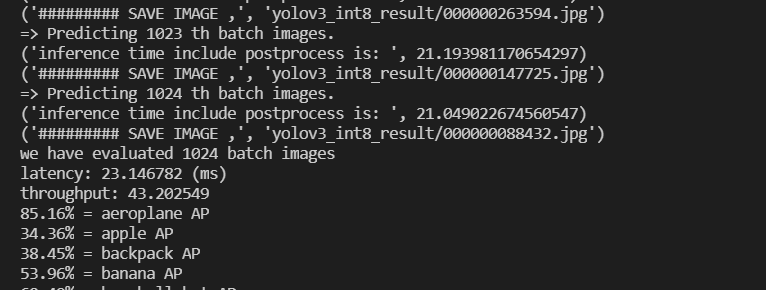 ('######### SAVE IMAGE ,', 'yolov3_int8_result/000000263594.jpg')
=> Predicting 1023 th batch images.
('inference time include postprocess is: ', 21.193981170654297)
('######### SAVE IMAGE ,', 'yolov3_int8_result/000000147725.jpg')
=> Predicting 1024 th batch images.
('inference time include postprocess is: ', 21.049022674560547)
('######### SAVE IMAGE ,', 'yolov3_int8_result/000000088432.jpg')
we have evaluated 1024 batch images
latency: 23.146782 (ms)
throughput: 43.202549
85.16% = aeroplane AP
34.36% = apple AP
38.45% = backpack AP
53.96% = banana AP